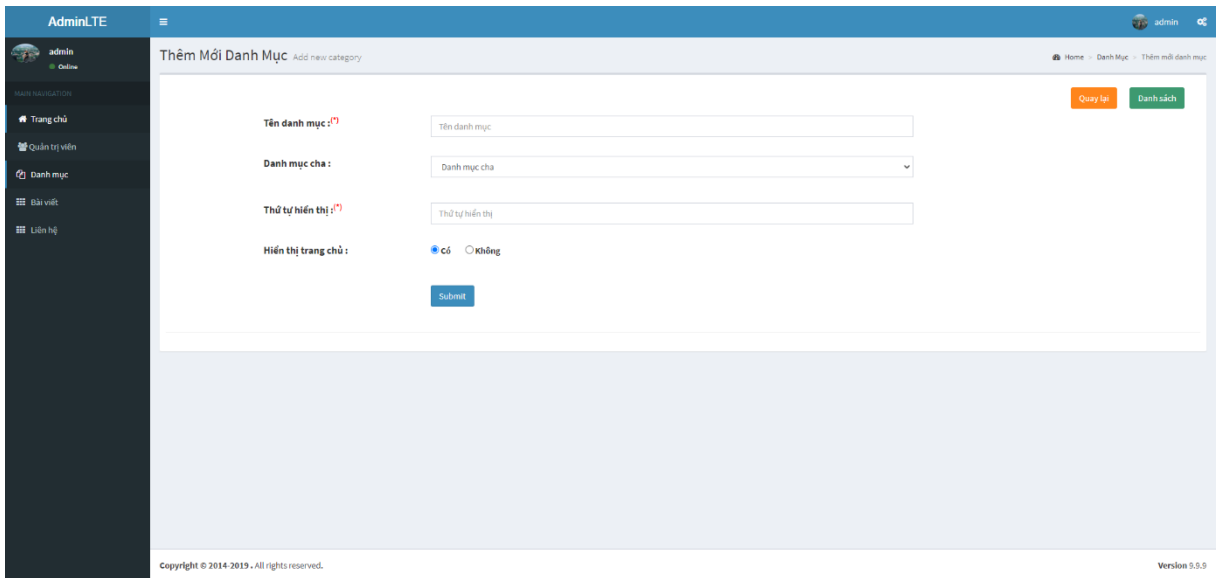 AdminLTE
admin
admin
Online
Thêm Mới Danh Mục Add new category
Home > Danh Mục > Thêm mới danh mục
MAIN NAVIGATION
Trang chủ
Quản trị viên
Danh mục
Bài viết
Liên hệ
Quay lại Danh sách
Tên danh mục :(*) Tên danh mục
Danh mục cha : Danh mục cha
Thứ tự hiển thị :(*) Thứ tự hiển thị
Hiển thị trang chủ : Có Không
Submit
Copyright © 2014-2019 . All rights reserved. Version 9.9.9